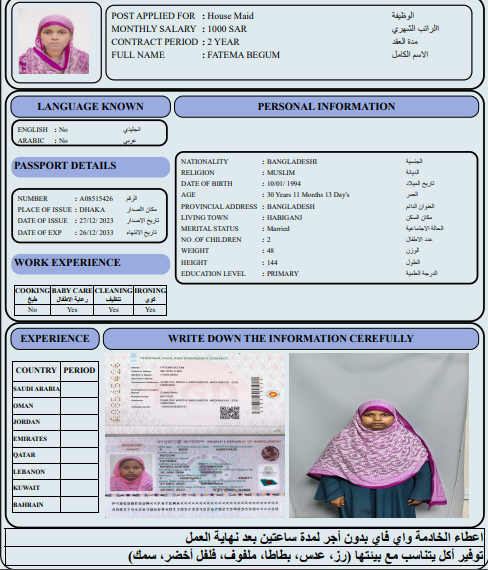 POST APPLIED FOR : House Maid الوظيفة
MONTHLY SALARY : 1000 SAR الراتب الشهري
CONTRACT PERIOD : 2 YEAR مدة العقد
FULL NAME : FATEMA BEGUM الاسم الكامل
LANGUAGE KNOWN
ENGLISH : No انجليزي
ARABIC : No عربي
PASSPORT DETAILS
NUMBER : A08515426 الرقم
PLACE OF ISSUE : DHAKA مكان الاصدار
DATE OF ISSUE : 27/12/ 2023 تاريخ الاصدار
DATE OF EXP : 26/12/ 2033 تاريخ الانتهاء
WORK EXPERIENCE
COOKING BABY CARE CLEANING IRONING
طبخ رعاية الاطفال تنظيف كوي
No Yes Yes Yes
PERSONAL INFORMATION
NATIONALITY : BANGLADESHI الجنسية
RELIGION : MUSLIM الديانة
DATE OF BIRTH : 10/01/ 1994 تاريخ الميلاد
AGE : 30 Years 11 Months 13 Day's العمر
PROVINCIAL ADDRESS : BANGLADESH العنوان الدائم
LIVING TOWN : HABIGANJ مكان السكن
MERITAL STATUS : Married الحالة الاجتماعية
NO .OF CHILDREN : 2 عدد الاطفال
WEIGHT : 48 الوزن
HEIGHT : 144 الطول
EDUCATION LEVEL : PRIMARY الدرجة العلمية
EXPERIENCE
COUNTRY PERIOD
SAUDI ARABIA
OMAN
JORDAN
EMIRATES
QATAR
LEBANON
KUWAIT
BAHRAIN
WRITE DOWN THE INFORMATION CEREFULLY
PERSONAL DATA AND EMERGENCY CONTACT
PEOPLE'S REPUBLIC OF BANGLADESH
اعطاء الخادمة واي فاي بدون أجر لمدة ساعتين بعد نهاية العمل
توفير أكل يتناسب مع بيئتها (رز، عدس، بطاطا، ملفوف، فلفل أخضر، سمك)